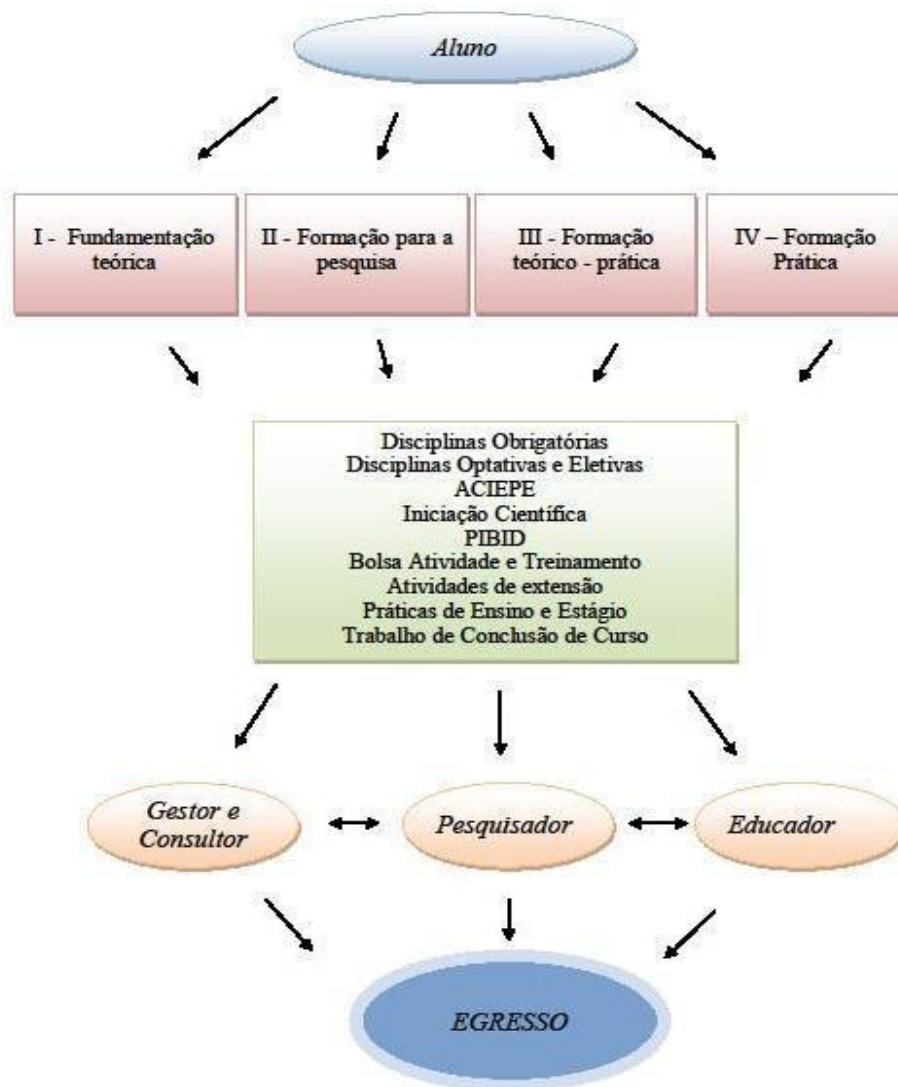 Aluno
I - Fundamentação
teórica
II - Formação para a
pesquisa
III - Formação
teórico - prática
IV – Formação
Prática
Disciplinas Obrigatórias
Disciplinas Optativas e Eletivas
ACIEPE
Iniciação Científica
PIBID
Bolsa Atividade e Treinamento
Atividades de extensão
Práticas de Ensino e Estágio
Trabalho de Conclusão de Curso
Gestor e
Consultor
Pesquisador
Educador
EGRESSO